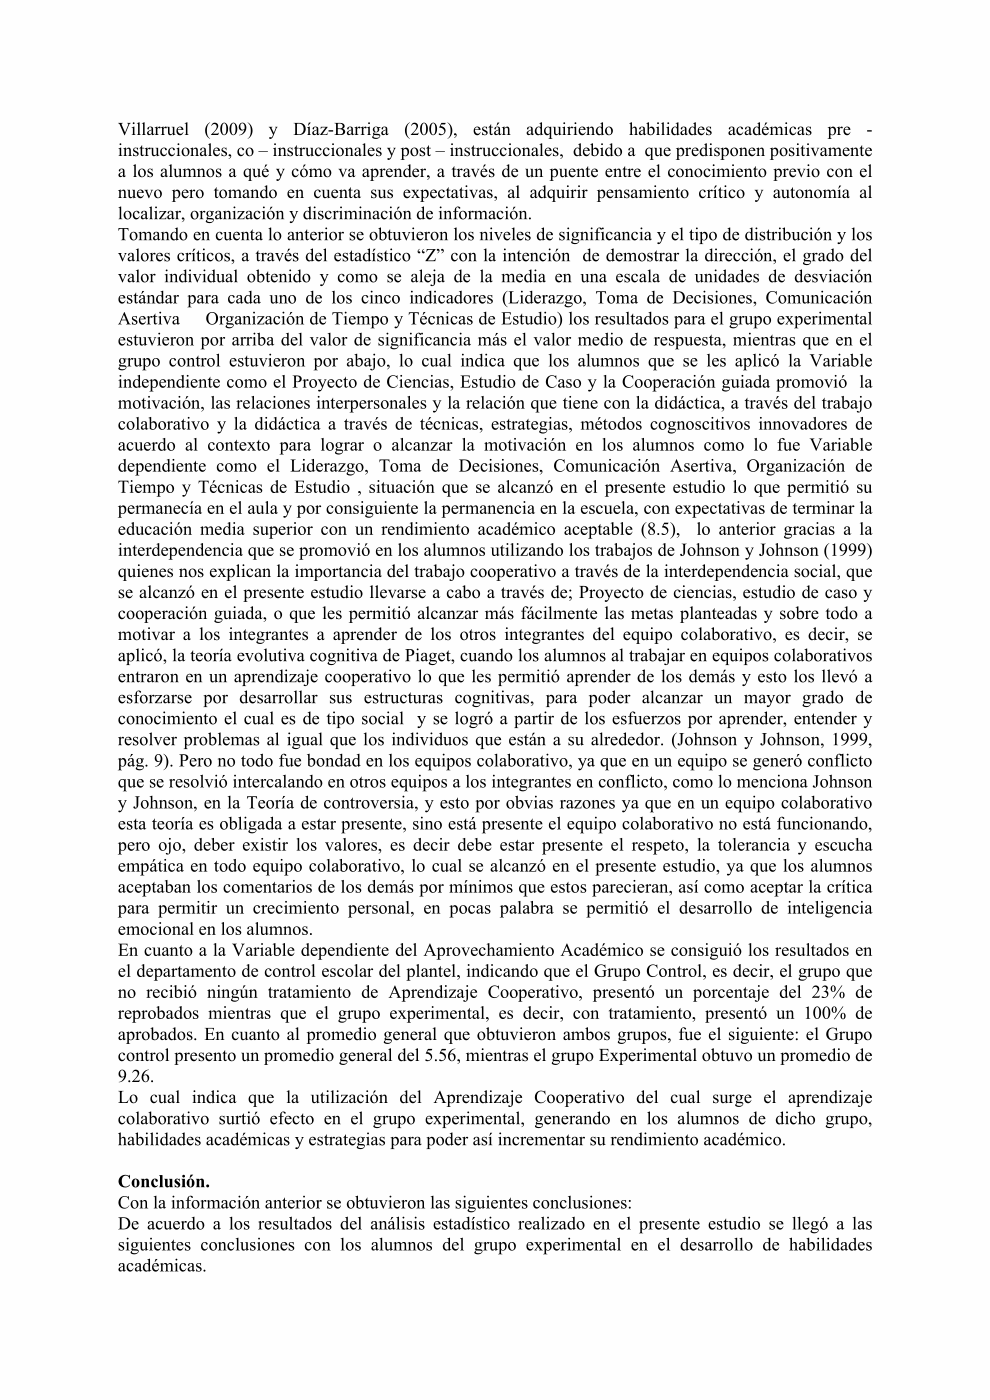 Villarruel (2009) y Díaz-Barriga (2005), están adquiriendo habilidades académicas pre -
instruccionales, co – instruccionales y post – instruccionales, debido a que predisponen positivamente
a los alumnos a qué y cómo va aprender, a través de un puente entre el conocimiento previo con el
nuevo pero tomando en cuenta sus expectativas, al adquirir pensamiento crítico y autonomía al
localizar, organización y discriminación de información.
Tomando en cuenta lo anterior se obtuvieron los niveles de significancia y el tipo de distribución y los
valores críticos, a través del estadístico “Z” con la intención de demostrar la dirección, el grado del
valor individual obtenido y como se aleja de la media en una escala de unidades de desviación
estándar para cada uno de los cinco indicadores (Liderazgo, Toma de Decisiones, Comunicación
Asertiva Organización de Tiempo y Técnicas de Estudio) los resultados para el grupo experimental
estuvieron por arriba del valor de significancia más el valor medio de respuesta, mientras que en el
grupo control estuvieron por abajo, lo cual indica que los alumnos que se les aplicó la Variable
independiente como el Proyecto de Ciencias, Estudio de Caso y la Cooperación guiada promovió la
motivación, las relaciones interpersonales y la relación que tiene con la didáctica, a través del trabajo
colaborativo y la didáctica a través de técnicas, estrategias, métodos cognoscitivos innovadores de
acuerdo al contexto para lograr o alcanzar la motivación en los alumnos como lo fue Variable
dependiente como el Liderazgo, Toma de Decisiones, Comunicación Asertiva, Organización de
Tiempo y Técnicas de Estudio , situación que se alcanzó en el presente estudio lo que permitió su
permanecía en el aula y por consiguiente la permanencia en la escuela, con expectativas de terminar la
educación media superior con un rendimiento académico aceptable (8.5), lo anterior gracias a la
interdependencia que se promovió en los alumnos utilizando los trabajos de Johnson y Johnson (1999)
quienes nos explican la importancia del trabajo cooperativo a través de la interdependencia social, que
se alcanzó en el presente estudio llevarse a cabo a través de; Proyecto de ciencias, estudio de caso y
cooperación guiada, o que les permitió alcanzar más fácilmente las metas planteadas y sobre todo a
motivar a los integrantes a aprender de los otros integrantes del equipo colaborativo, es decir, se
aplicó, la teoría evolutiva cognitiva de Piaget, cuando los alumnos al trabajar en equipos colaborativos
entraron en un aprendizaje cooperativo lo que les permitió aprender de los demás y esto los llevó a
esforzarse por desarrollar sus estructuras cognitivas, para poder alcanzar un mayor grado de
conocimiento el cual es de tipo social y se logró a partir de los esfuerzos por aprender, entender y
resolver problemas al igual que los individuos que están a su alrededor. (Johnson y Johnson, 1999,
pág. 9). Pero no todo fue bondad en los equipos colaborativo, ya que en un equipo se generó conflicto
que se resolvió intercalando en otros equipos a los integrantes en conflicto, como lo menciona Johnson
y Johnson, en la Teoría de controversia, y esto por obvias razones ya que en un equipo colaborativo
esta teoría es obligada a estar presente, sino está presente el equipo colaborativo no está funcionando,
pero ojo, deber existir los valores, es decir debe estar presente el respeto, la tolerancia y escucha
empática en todo equipo colaborativo, lo cual se alcanzó en el presente estudio, ya que los alumnos
aceptaban los comentarios de los demás por mínimos que estos parecieran, así como aceptar la crítica
para permitir un crecimiento personal, en pocas palabra se permitió el desarrollo de inteligencia
emocional en los alumnos.
En cuanto a la Variable dependiente del Aprovechamiento Académico se consiguió los resultados en
el departamento de control escolar del plantel, indicando que el Grupo Control, es decir, el grupo que
no recibió ningún tratamiento de Aprendizaje Cooperativo, presentó un porcentaje del 23% de
reprobados mientras que el grupo experimental, es decir, con tratamiento, presentó un 100% de
aprobados. En cuanto al promedio general que obtuvieron ambos grupos, fue el siguiente: el Grupo
control presento un promedio general del 5.56, mientras el grupo Experimental obtuvo un promedio de
9.26.
Lo cual indica que la utilización del Aprendizaje Cooperativo del cual surge el aprendizaje
colaborativo surtió efecto en el grupo experimental, generando en los alumnos de dicho grupo,
habilidades académicas y estrategias para poder así incrementar su rendimiento académico.
Conclusión.
Con la información anterior se obtuvieron las siguientes conclusiones:
De acuerdo a los resultados del análisis estadístico realizado en el presente estudio se llegó a las
siguientes conclusiones con los alumnos del grupo experimental en el desarrollo de habilidades
académicas.